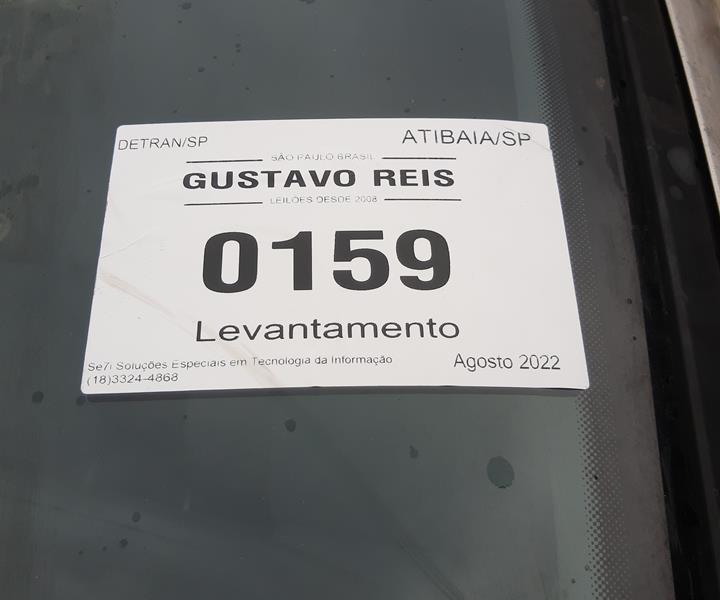 DETRAN/SP
ATIBAIA/SP
SÃO PAULO BRASIL
GUSTAVO REIS
LEILÕES DESDE 2008
0159
Levantamento
Se7i Soluções Especiais em Tecnologia da Informação
(18)3324-4868
Agosto 2022